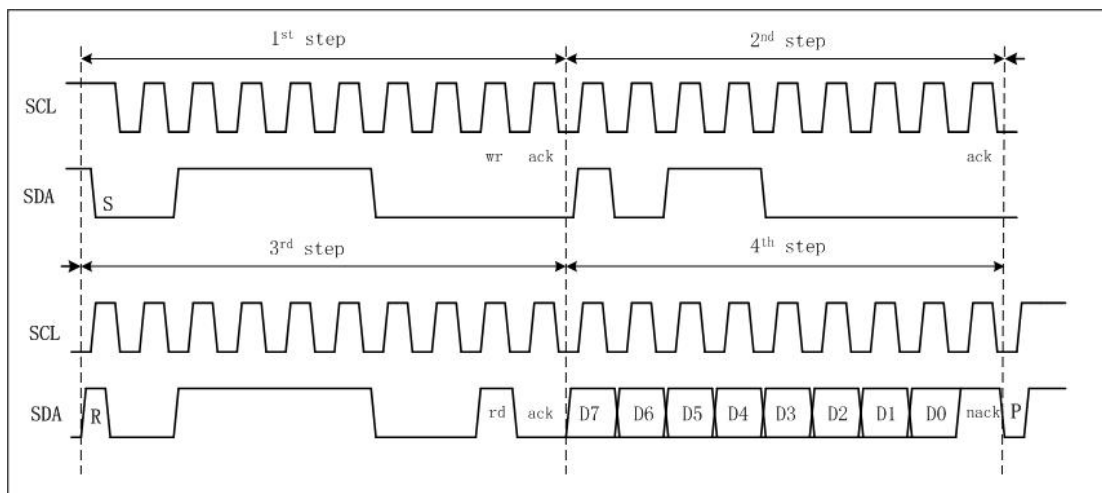 1st step 2nd step
SCL
wr ack ack
SDA
S
3rd step 4th step
SCL
SDA R rd ack D7 D6 D5 D4 D3 D2 D1 D0 nack P